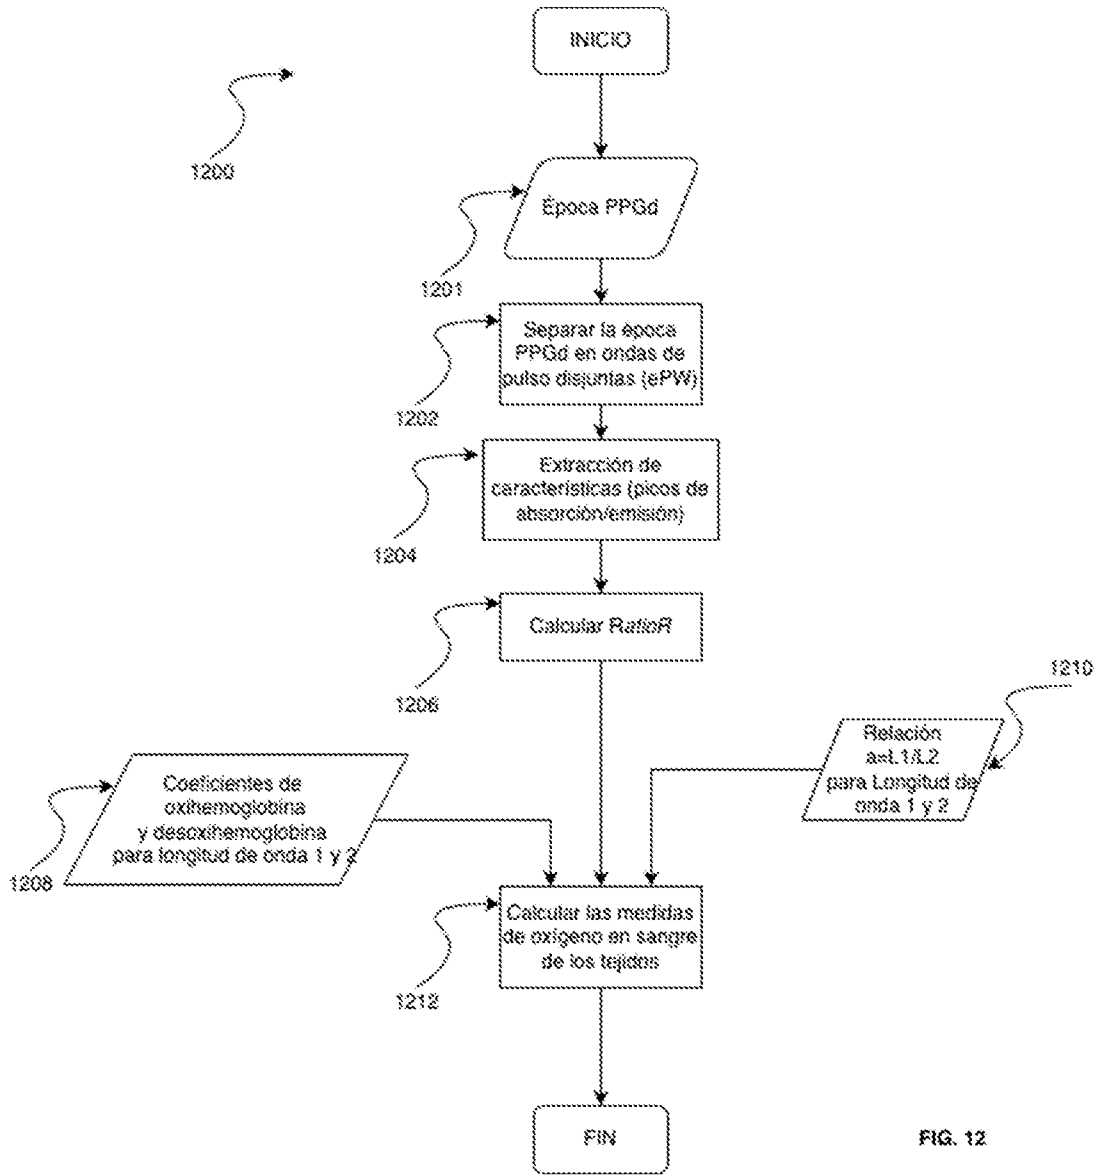 INICIO
1200
Época PPGd
1201
Separar la época
PPGd en ondas de
pulso disjuntas (ePW)
1202
Extracción de
características (picos de
absorción/emisión)
1204
Calcular RatioR
1206
1210
Relación
a=L1/L2
para Longitud de
onda 1 y 2
Coeficientes de
oxihemoglobina
y desoxihemoglobina
para longitud de onda 1 y 2
1208
Calcular las medidas
de oxígeno en sangre
de los tejidos
1212
FIN
FIG. 12